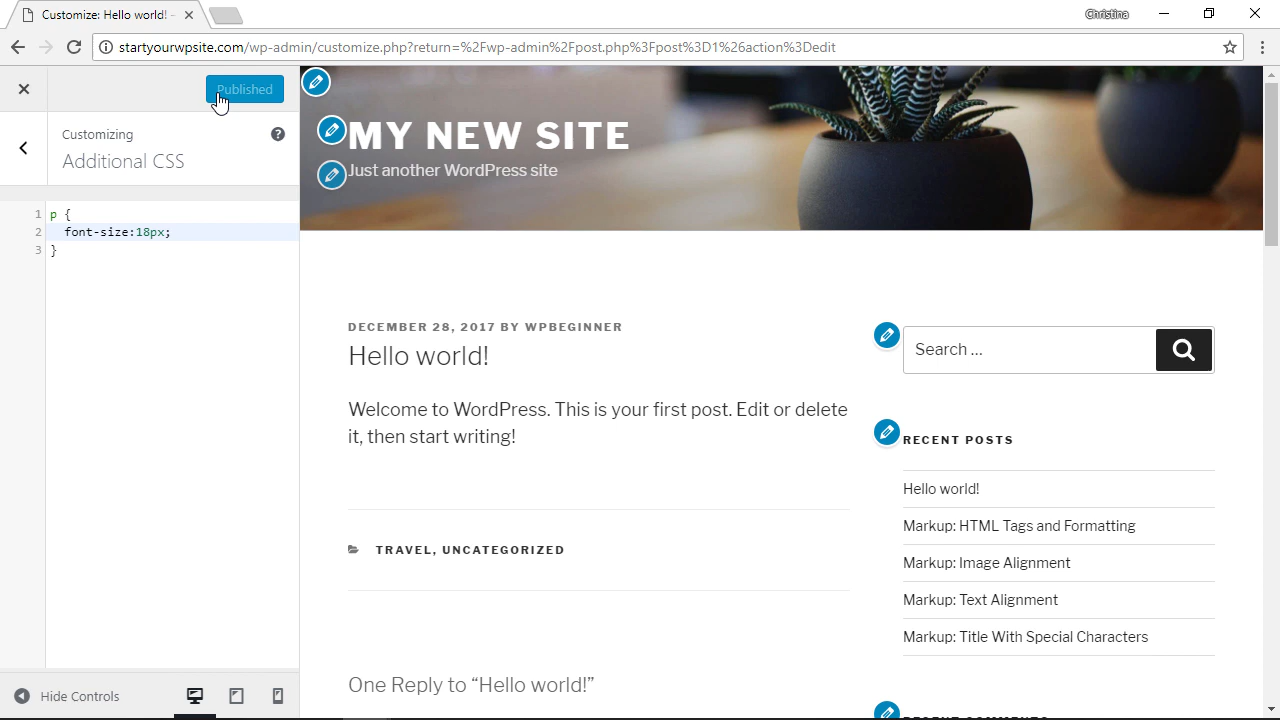 Customize: Hello world! -
Christina
startyourwpsite.com/wp-admin/customize.php?return=%2Fwp-admin%2Fpost.php%3Fpost%3D1%26action%3Dedit
Published
Customizing
Additional CSS
1 p {
2 font-size:18px;
3 }
Hide Controls
MY NEW SITE
Just another WordPress site
DECEMBER 28, 2017 BY WPBEGINNER
Hello world!
Welcome to WordPress. This is your first post. Edit or delete
it, then start writing!
TRAVEL, UNCATEGORIZED
One Reply to “Hello world!”
Search …
RECENT POSTS
Hello world!
Markup: HTML Tags and Formatting
Markup: Image Alignment
Markup: Text Alignment
Markup: Title With Special Characters